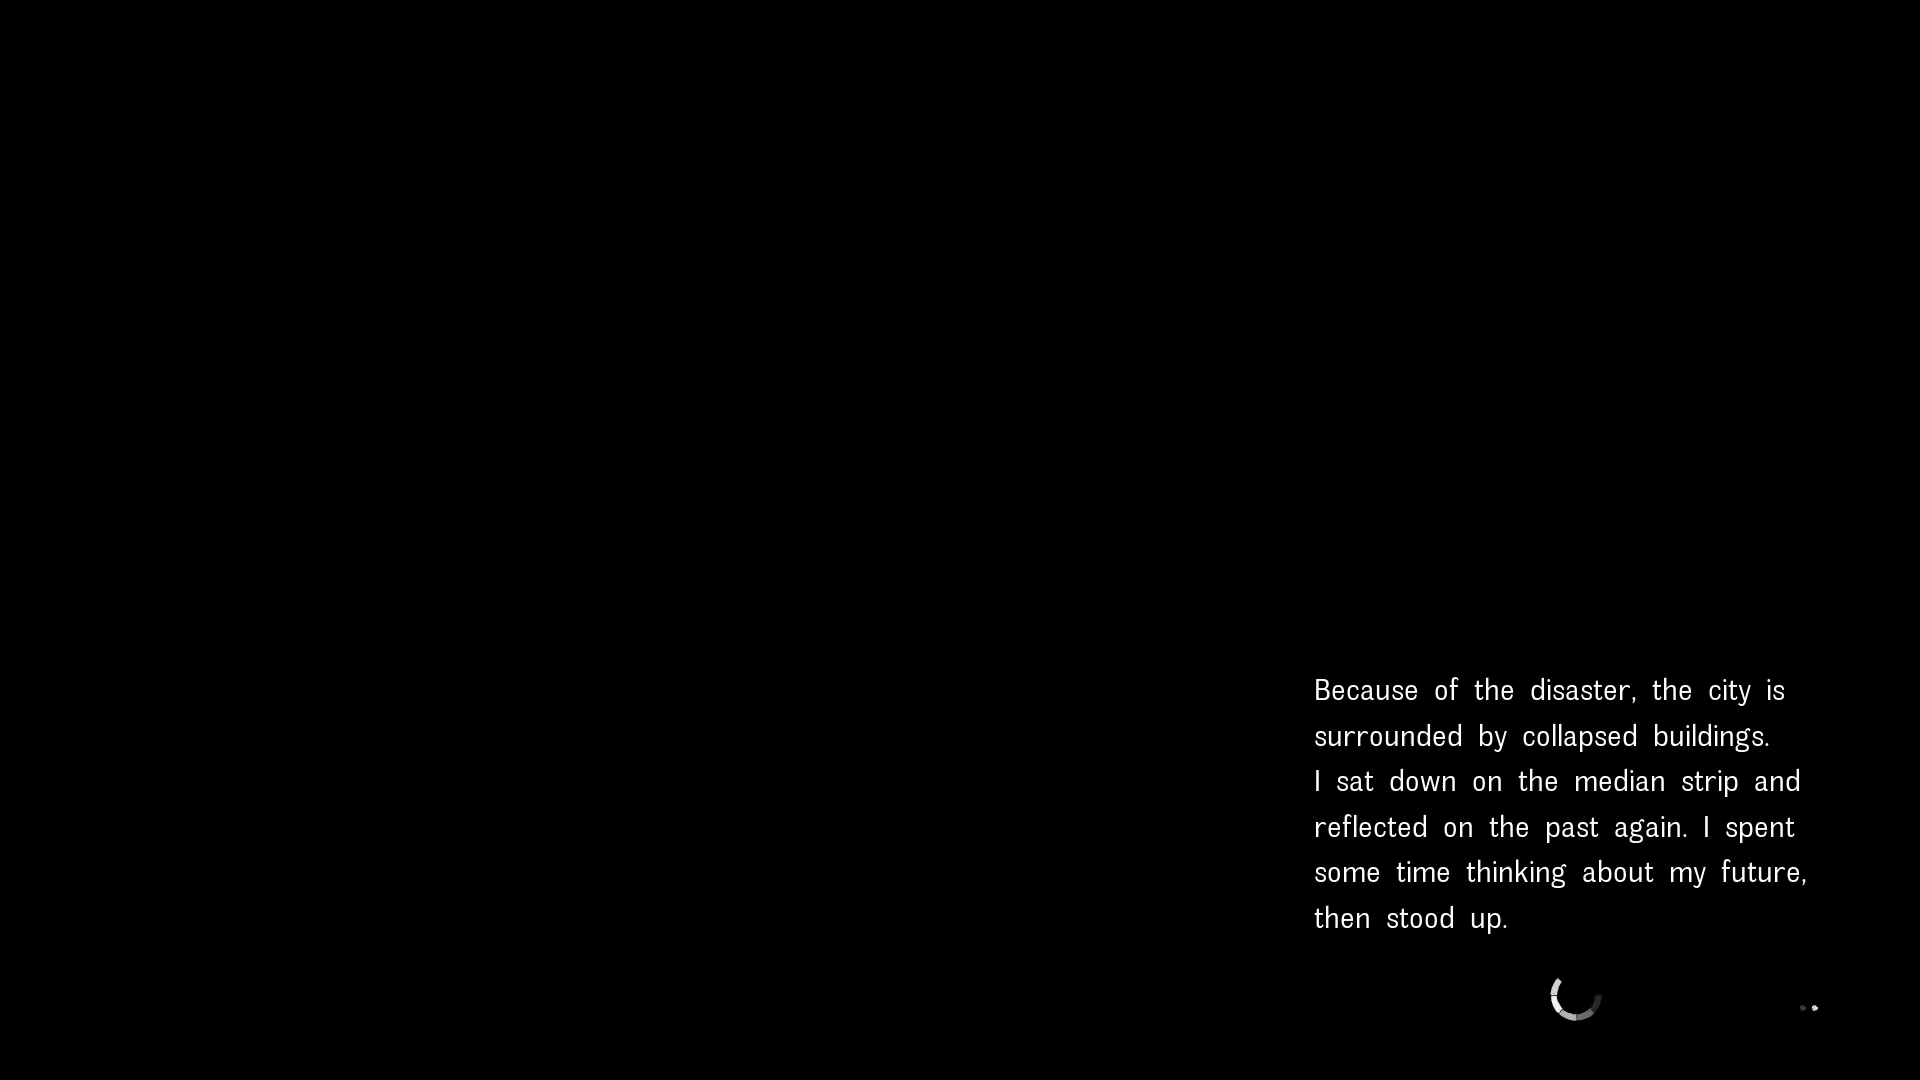 Because of the disaster, the city is
surrounded by collapsed buildings.
I sat down on the median strip and
reflected on the past again. I spent
some time thinking about my future,
then stood up.